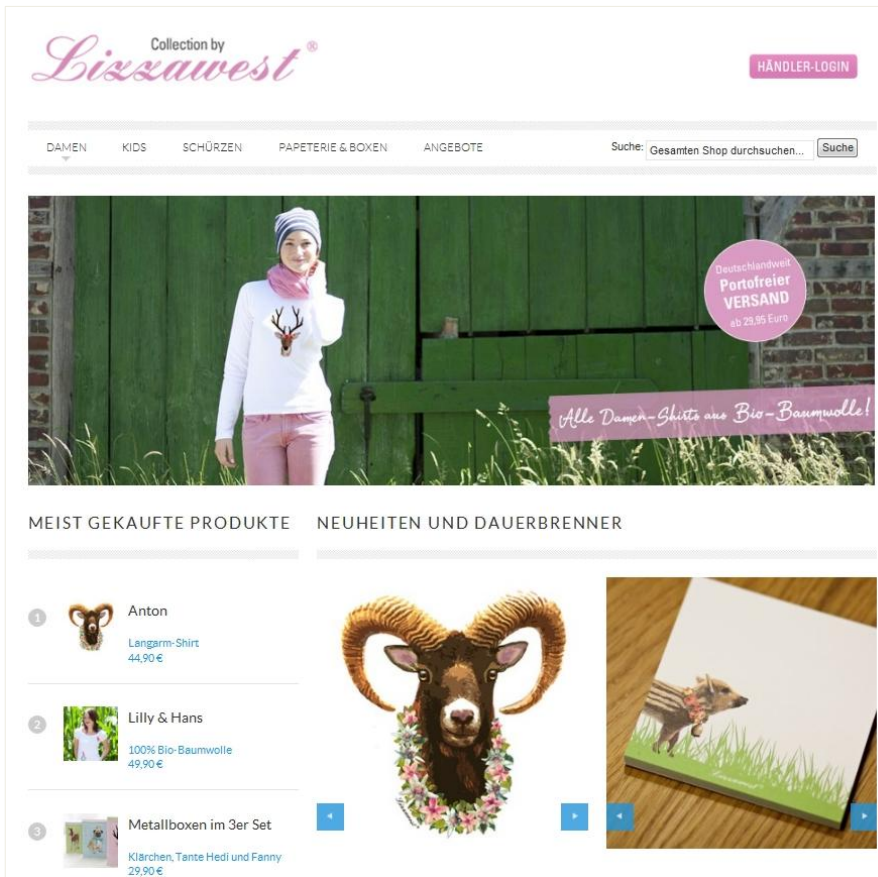 Collection by
Lizzawest®
HÄNDLER-LOGIN
DAMEN KIDS SCHÜRZEN PAPETERIE & BOXEN ANGEBOTE Suche: Gesamten Shop durchsuchen... Suche
Deutschlandweit
Portofreier
VERSAND
ab 29,95 Euro
Alle Damen-Shirts aus Bio-Baumwolle!
MEIST GEKAUFTE PRODUKTE
1
Anton
Langarm-Shirt
44,90 €
2
Lilly & Hans
100% Bio-Baumwolle
49,90 €
3
Metallboxen im 3er Set
Klärchen, Tante Hedi und Fanny
29,90 €
NEUHEITEN UND DAUERBRENNER
Lizzawest